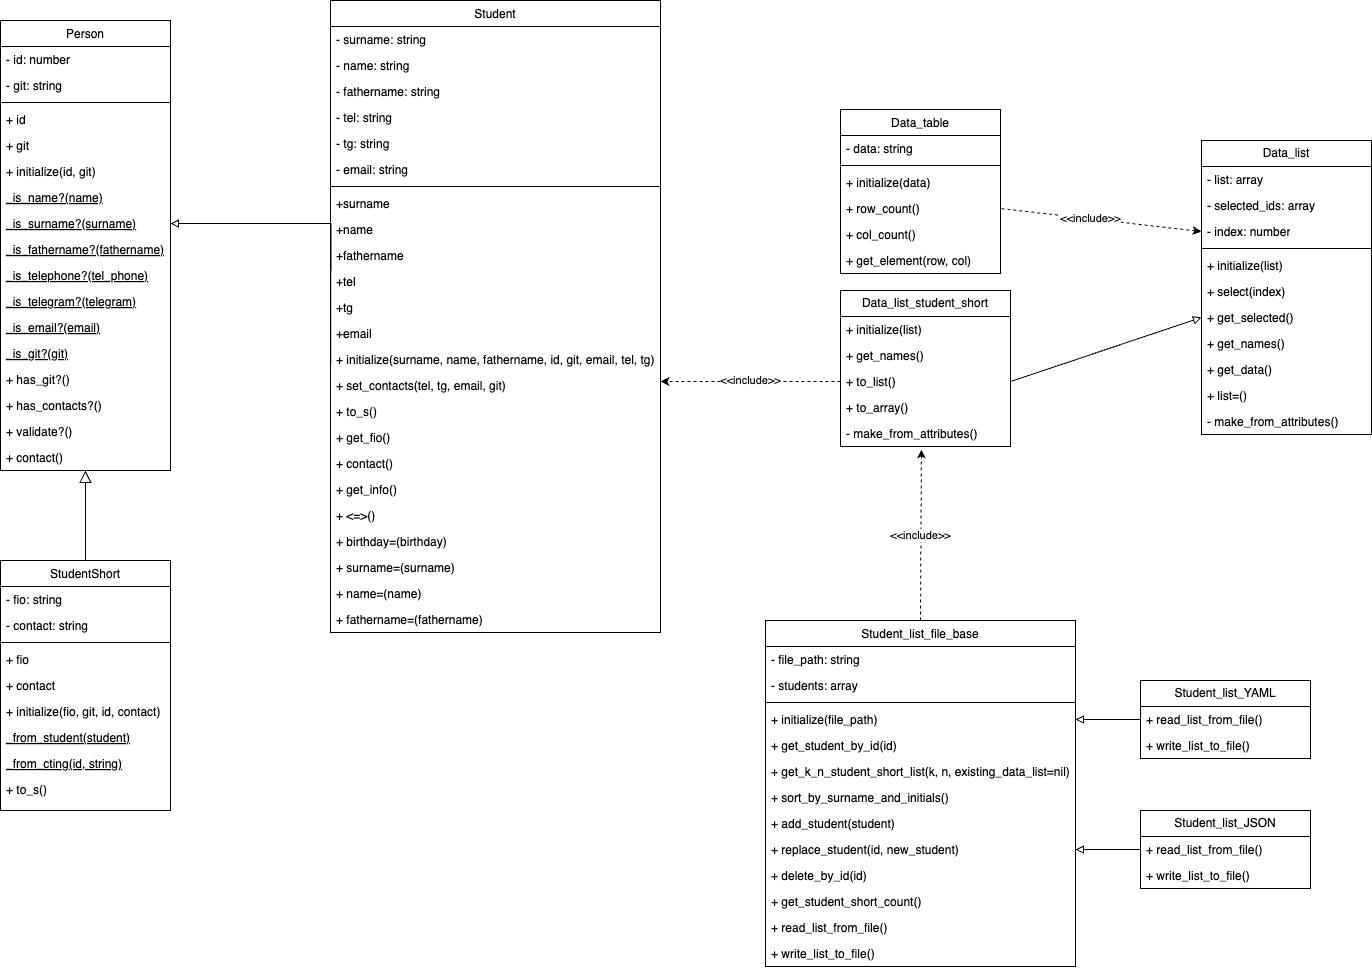 Person
- id: number
- git: string
+ id
+ git
+ initialize(id, git)
_is_name?(name)
_is_surname?(surname)
_is_fathername?(fathername)
_is_telephone?(tel_phone)
_is_telegram?(telegram)
_is_email?(email)
_is_git?(git)
+ has_git?()
+ has_contacts?()
+ validate?()
+ contact()
StudentShort
- fio: string
- contact: string
+ fio
+ contact
+ initialize(fio, git, id, contact)
_from_student(student)
_from_cting(id, string)
+ to_s()
Student
- surname: string
- name: string
- fathername: string
- tel: string
- tg: string
- email: string
+surname
+name
+fathername
+tel
+tg
+email
+ initialize(surname, name, fathername, id, git, email, tel, tg)
+ set_contacts(tel, tg, email, git)
+ to_s()
+ get_fio()
+ contact()
+ get_info()
+ <=>()
+ birthday=(birthday)
+ surname=(surname)
+ name=(name)
+ fathername=(fathername)
<<include>>
Data_table
- data: string
+ initialize(data)
+ row_count()
+ col_count()
+ get_element(row, col)
<<include>>
Data_list_student_short
+ initialize(list)
+ get_names()
+ to_list()
+ to_array()
- make_from_attributes()
Data_list
- list: array
- selected_ids: array
- index: number
+ initialize(list)
+ select(index)
+ get_selected()
+ get_names()
+ get_data()
+ list=()
- make_from_attributes()
<<include>>
Student_list_file_base
- file_path: string
- students: array
+ initialize(file_path)
+ get_student_by_id(id)
+ get_k_n_student_short_list(k, n, existing_data_list=nil)
+ sort_by_surname_and_initials()
+ add_student(student)
+ replace_student(id, new_student)
+ delete_by_id(id)
+ get_student_short_count()
+ read_list_from_file()
+ write_list_to_file()
Student_list_YAML
+ read_list_from_file()
+ write_list_to_file()
Student_list_JSON
+ read_list_from_file()
+ write_list_to_file()